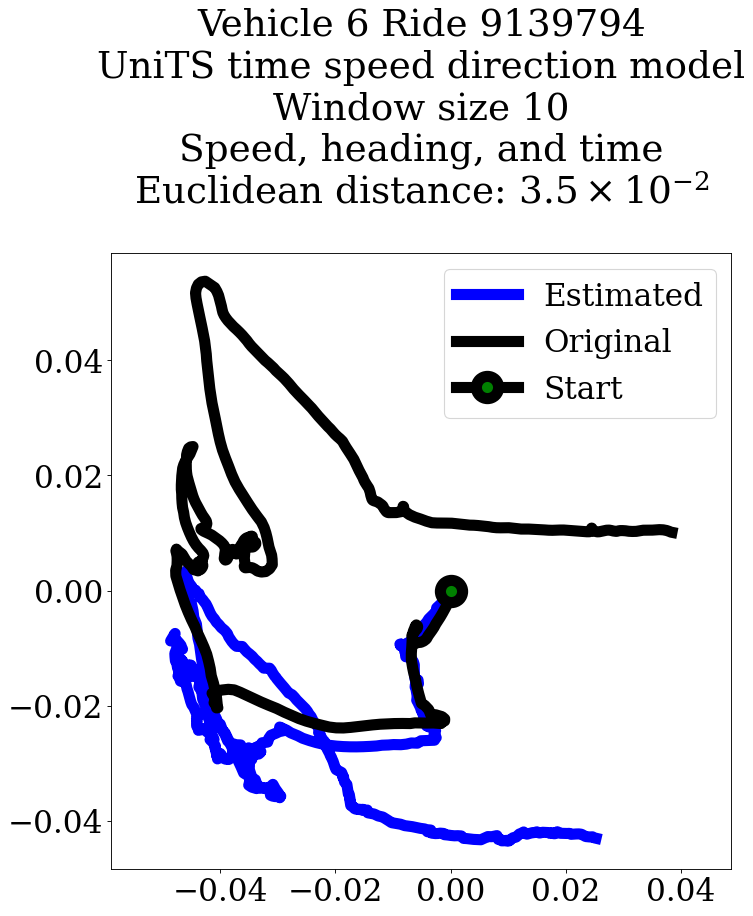 Vehicle 6 Ride 9139794
UniTS time speed direction model
Window size 10
Speed, heading, and time
Euclidean distance: 3.5 × 10⁻²
Estimated
Original
Start
0.04
0.02
0.00
−0.02
−0.04
−0.04 −0.02 0.00 0.02 0.04